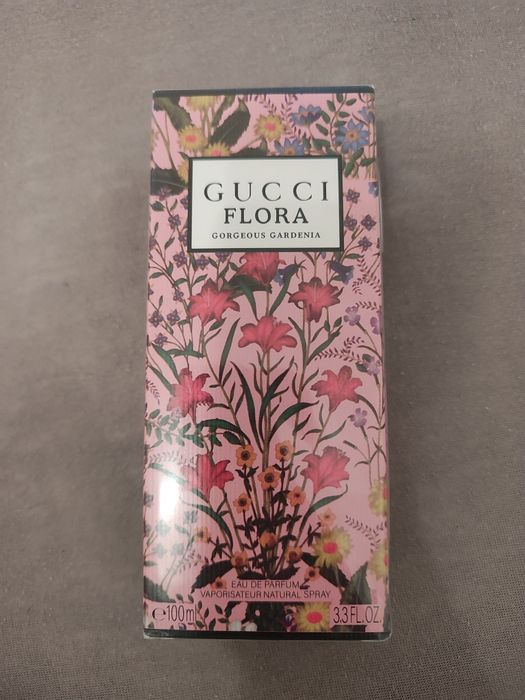 GUCCI
FLORA
GORGEOUS GARDENIA
EAU DE PARFUM
VAPORISATEUR NATURAL SPRAY
℮100ml 3.3 FL.OZ.